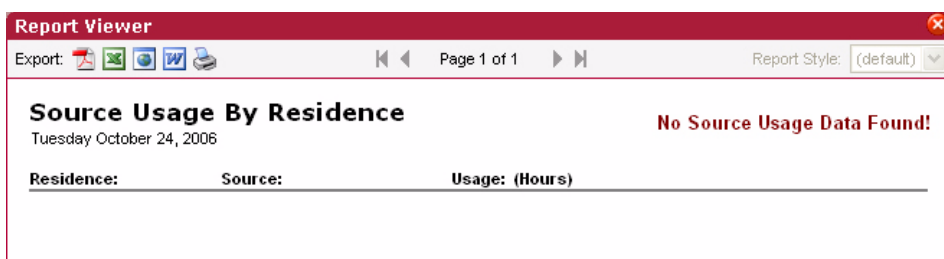 Report Viewer
Export: Page 1 of 1 Report Style: (default)
Source Usage By Residence
No Source Usage Data Found!
Tuesday October 24, 2006
Residence: Source: Usage: (Hours)